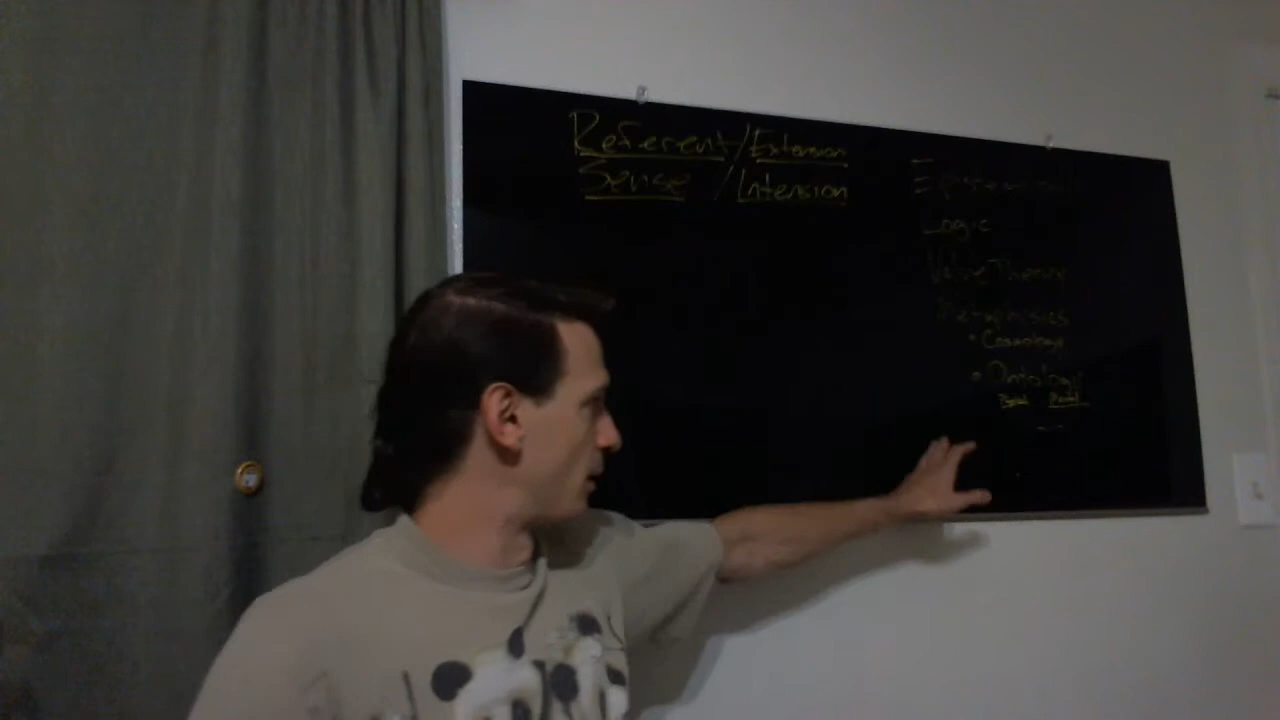 Referent/Extension
Sense/Intension
Logic
Value Theory
Metaphysics
• Cosmology
• Ontology